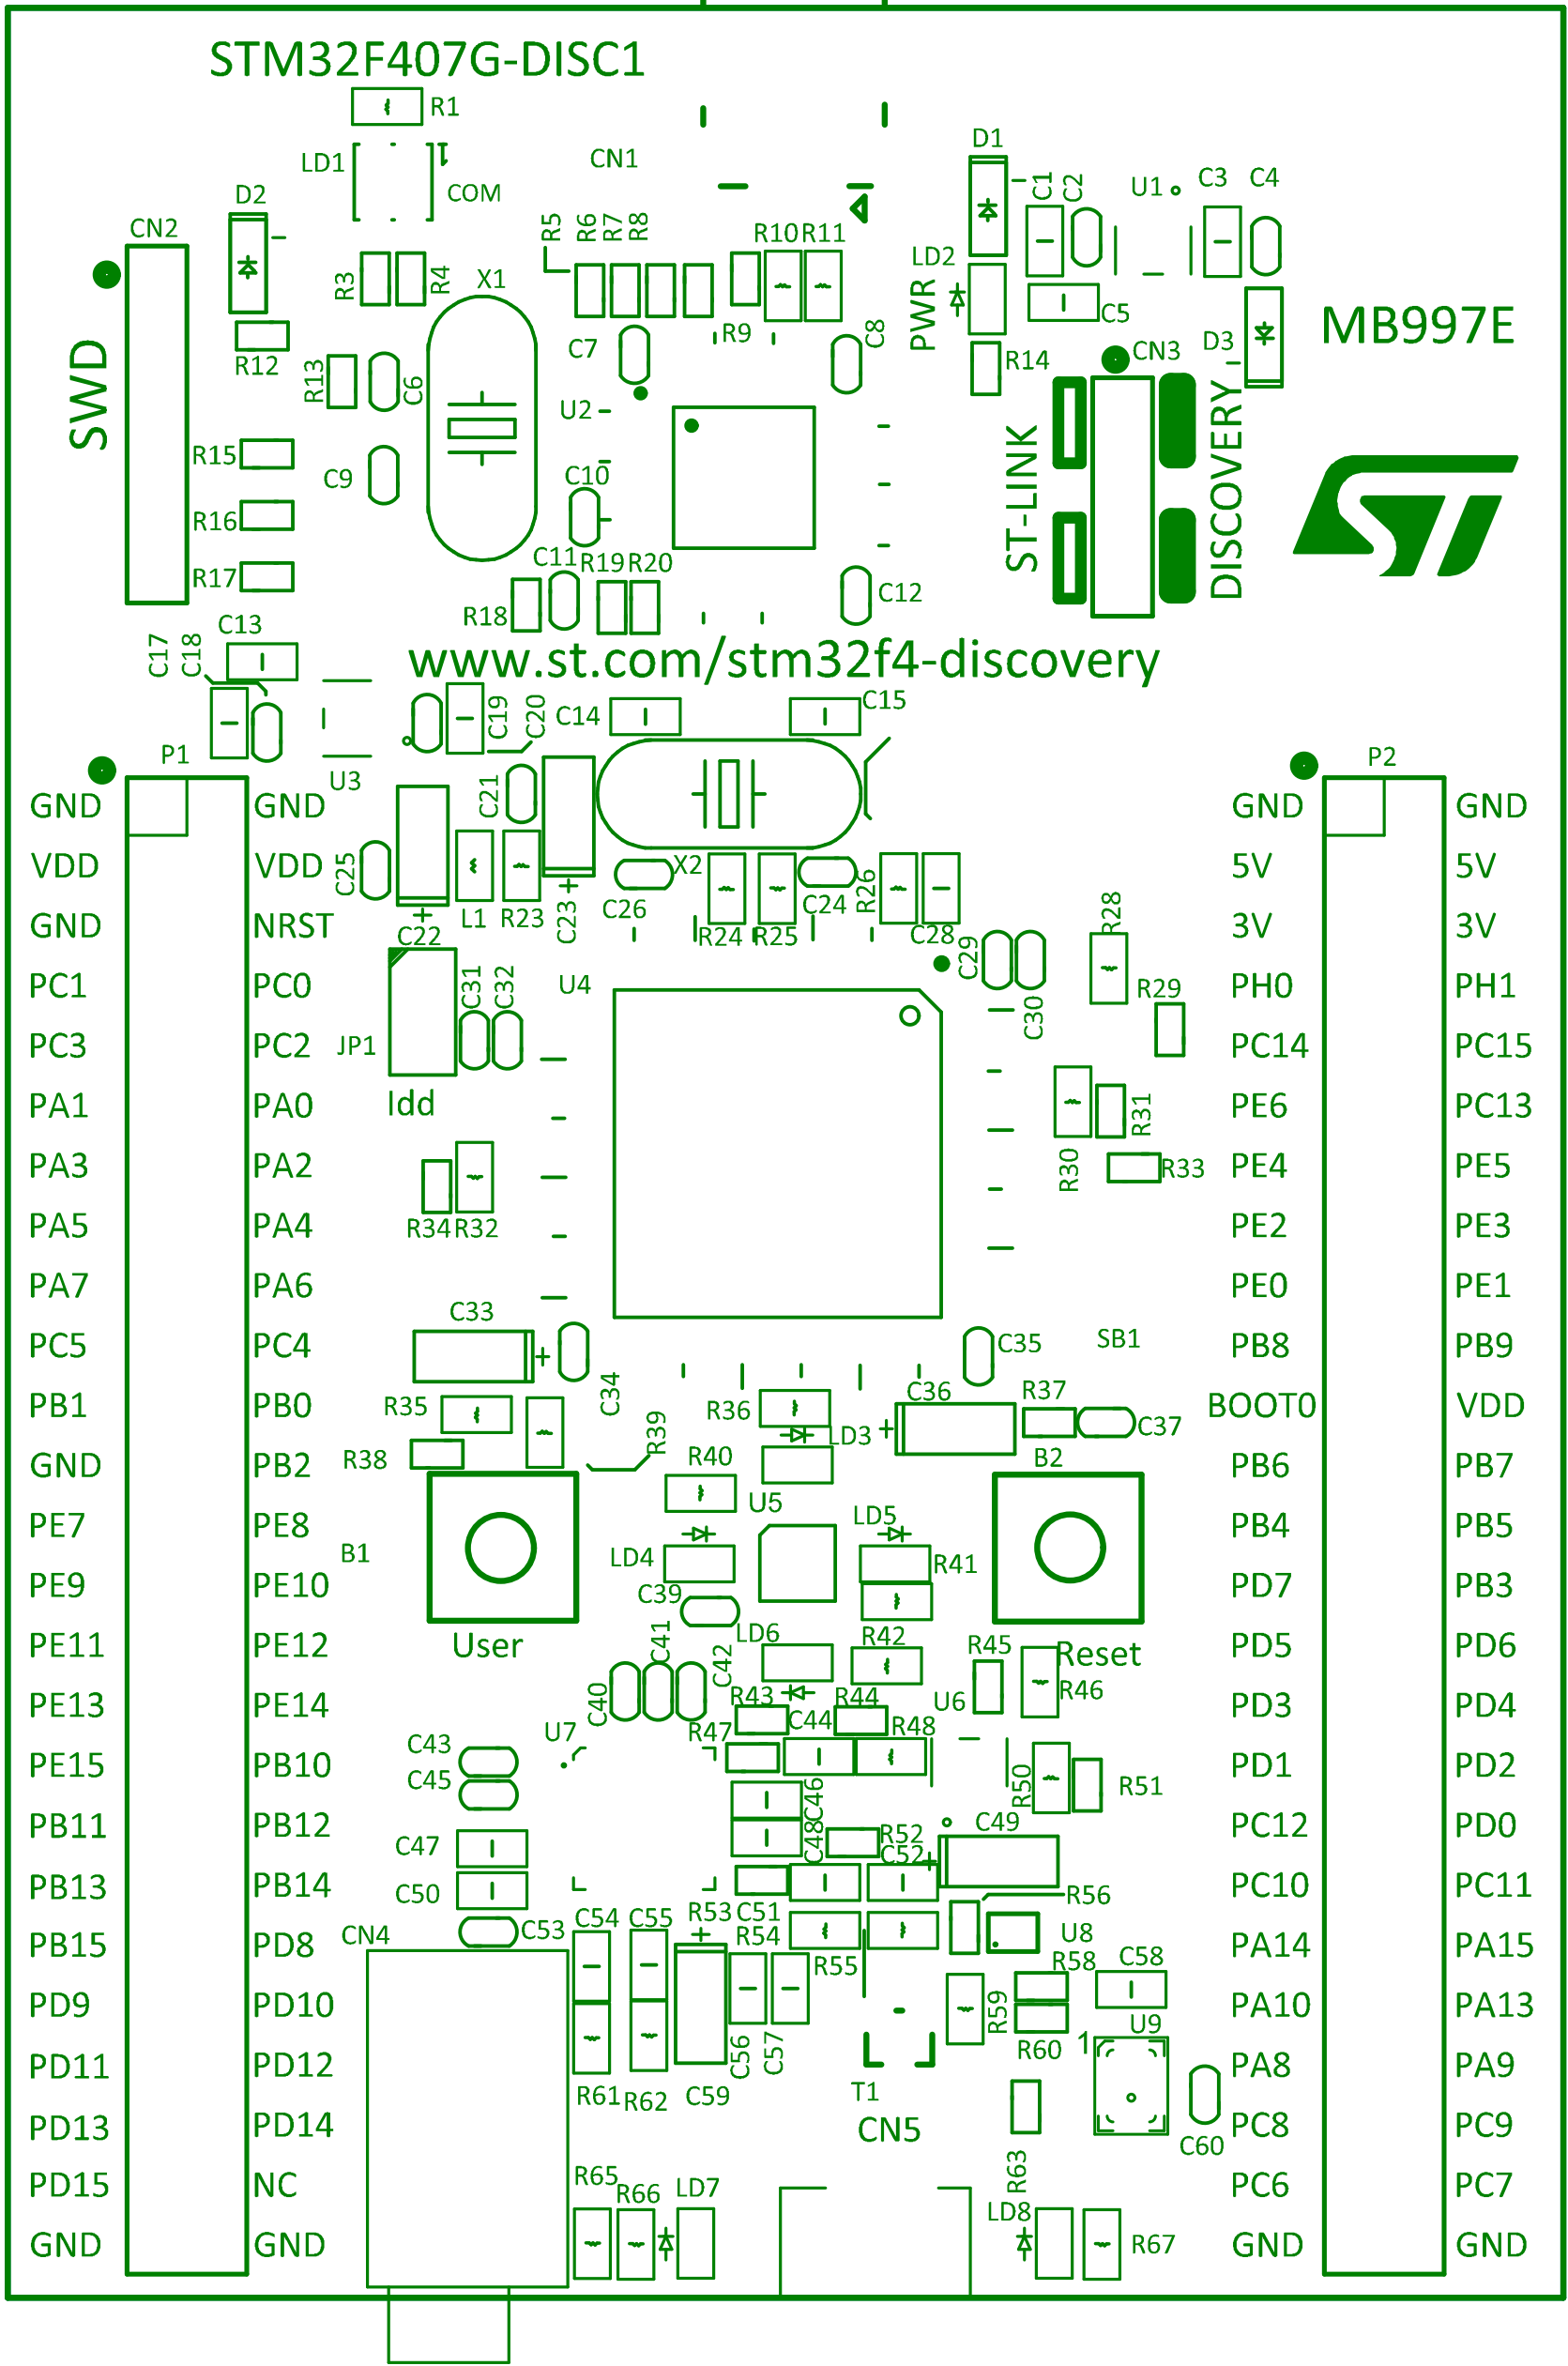 STM32F407G-DISC1
R1
LD1
COM
CN1
D1
D2
CN2
R5
R6
R7
R8
R10
R11
LD2
PWR
C1
C2
U1
C3
C4
R3
R4
X1
C5
MB997E
SWD
R12
R13
C6
C7
R9
C8
R14
CN3
D3
U2
R15
C9
C10
ST-LINK
DISCOVERY
ST
R16
R17
C11
R19
R20
R18
C12
C17
C18
C13
www.st.com/stm32f4-discovery
C19
C20
C14
C15
P1
U3
C21
P2
GND GND
GND GND
VDD VDD
5V 5V
C25
L1
R23
C23
C26
X2
R24
R25
C24
R26
C28
C22
GND NRST
3V 3V
C29
C30
R28
R29
PC1 PC0
PH0 PH1
JP1
C31
C32
U4
PC3 PC2
PC14 PC15
Idd
PA1 PA0
PE6 PC13
R30
R31
PA3 PA2
PE4 PE5
R33
R34
R32
PA5 PA4
PE2 PE3
PA7 PA6
PE0 PE1
C33
C34
C35
SB1
PC5 PC4
PB8 PB9
R35
R36
C36
R37
C37
PB1 PB0
BOOT0 VDD
R38
R39
R40
LD3
B2
GND PB2
PB6 PB7
U5
LD5
PE7 PE8
PB4 PB5
B1
LD4
R41
C39
PE9 PE10
PD7 PB3
User
C41
C42
LD6
R42
R45
Reset
PE11 PE12
PD5 PD6
C40
R43
R44
U6
R46
PE13 PE14
PD3 PD4
C43
U7
R47
C44
R48
C45
C46
R50
R51
PE15 PB10
PD1 PD2
C47
C48
R52
C49
C52
PB11 PB12
PC12 PD0
C50
PB13 PB14
PC10 PC11
CN4
C53
C54
C55
R53
C51
R54
R55
R56
U8
R58
C58
PB15 PD8
PA14 PA15
PD9 PD10
PA10 PA13
R59
R60
U9
1
R61
R62
C59
C56
C57
T1
PD11 PD12
PA8 PA9
CN5
R63
C60
PD13 PD14
PC8 PC9
R65
R66
LD7
LD8
R67
PD15 NC
PC6 PC7
GND GND
GND GND